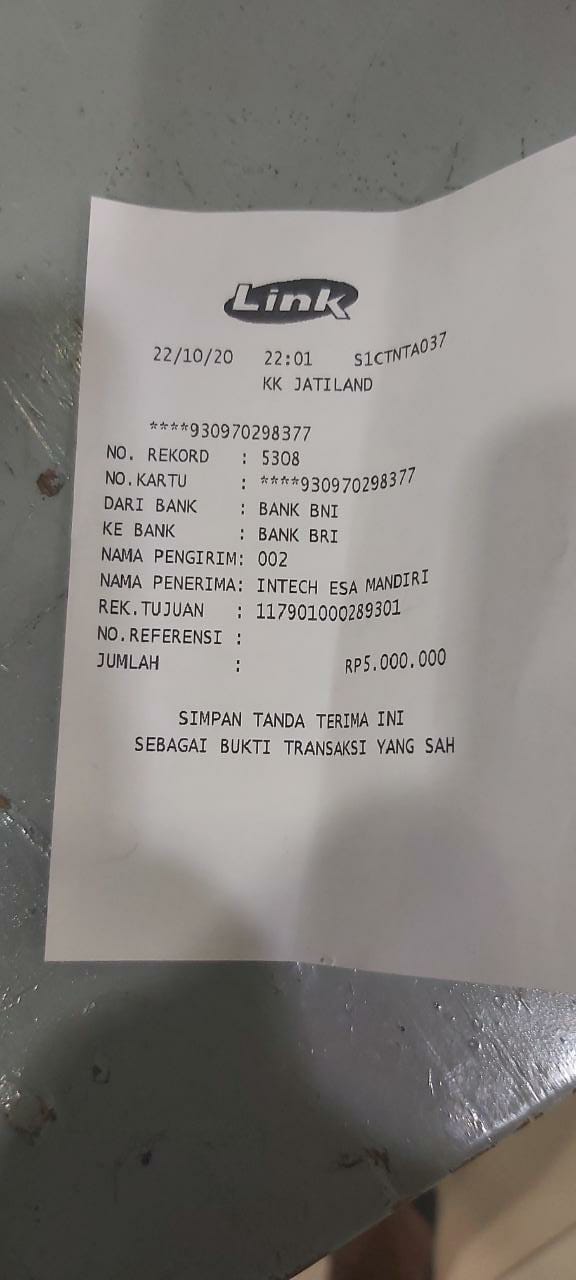 Link
22/10/20 22:01 S1CTNTA037
KK JATILAND
****930970298377
NO. REKORD : 5308
NO.KARTU : ****930970298377
DARI BANK : BANK BNI
KE BANK : BANK BRI
NAMA PENGIRIM: 002
NAMA PENERIMA: INTECH ESA MANDIRI
REK.TUJUAN : 117901000289301
NO.REFERENSI :
JUMLAH : RP5.000.000
SIMPAN TANDA TERIMA INI
SEBAGAI BUKTI TRANSAKSI YANG SAH